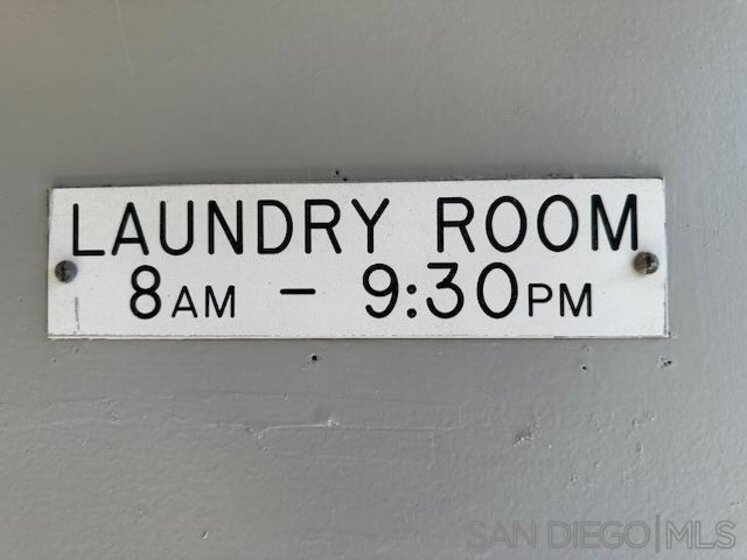 LAUNDRY ROOM
8AM - 9:30PM
SAN DIEGO|MLS